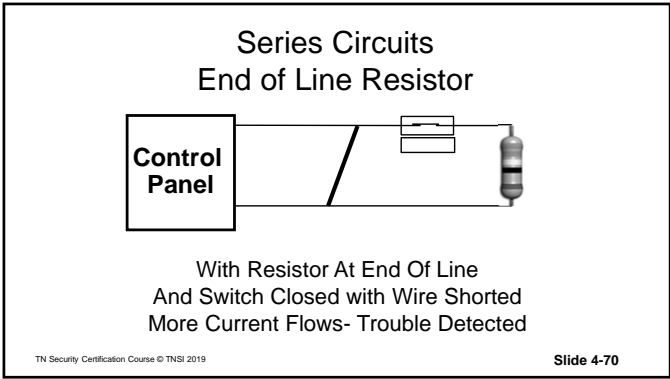 Series Circuits
End of Line Resistor
Control
Panel
With Resistor At End Of Line
And Switch Closed with Wire Shorted
More Current Flows- Trouble Detected
TN Security Certification Course © TNSI 2019
Slide 4-70